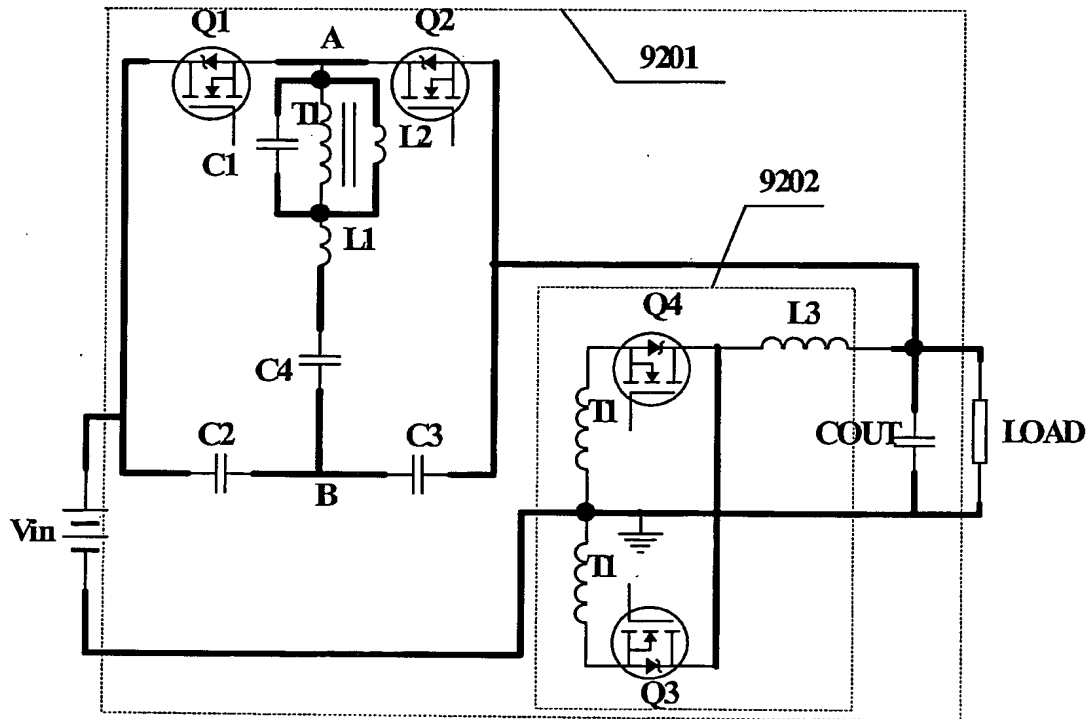 Q1
Q2
A
9201
T1
L2
C1
9202
L1
Q4
L3
C4
T1
C2
C3
COUT
LOAD
B
Vin
T1
Q3